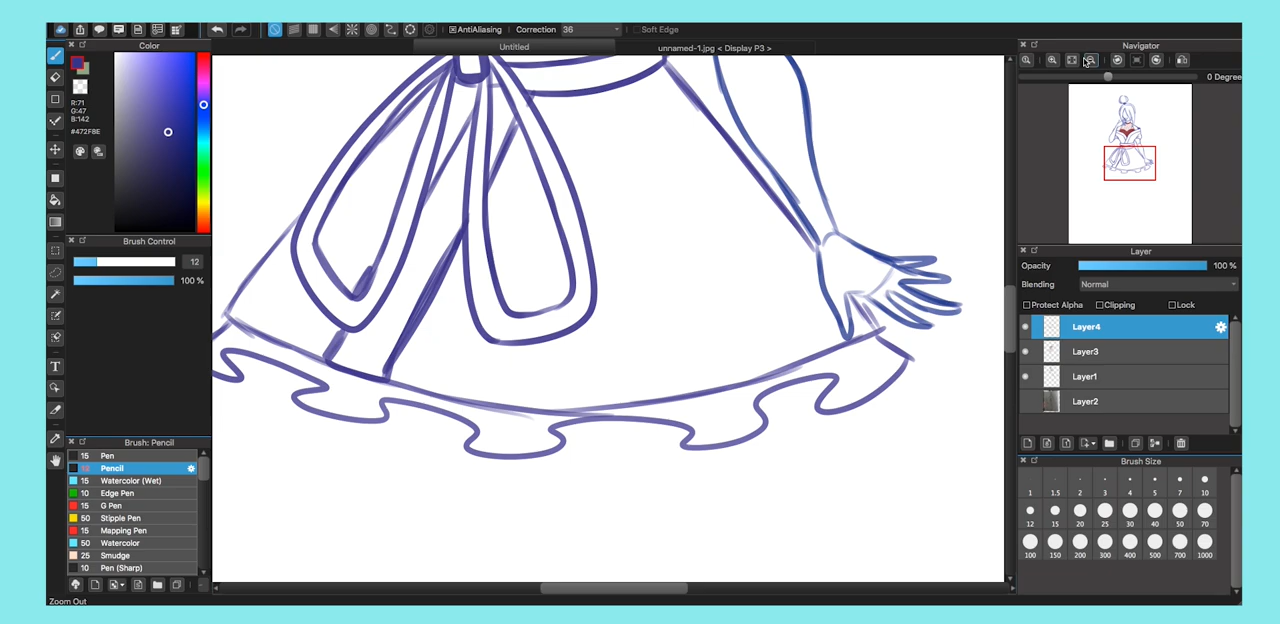 AntiAliasing Correction 36 Soft Edge
Untitled
unnamed-1.jpg < Display P3 >
Color
R:71
G:47
B:142
#472F8E
Brush Control
12
100 %
Brush: Pencil
15 Pen
12 Pencil
15 Watercolor (Wet)
10 Edge Pen
15 G Pen
50 Stipple Pen
15 Mapping Pen
50 Watercolor
25 Smudge
10 Pen (Sharp)
Zoom Out
Navigator
0 Degree
Layer
Opacity 100 %
Blending Normal
Protect Alpha Clipping Lock
Layer4
Layer3
Layer1
Layer2
Brush Size
1 1.5 2 3 4 5 7 10
12 15 20 25 30 40 50 70
100 150 200 300 400 500 700 1000